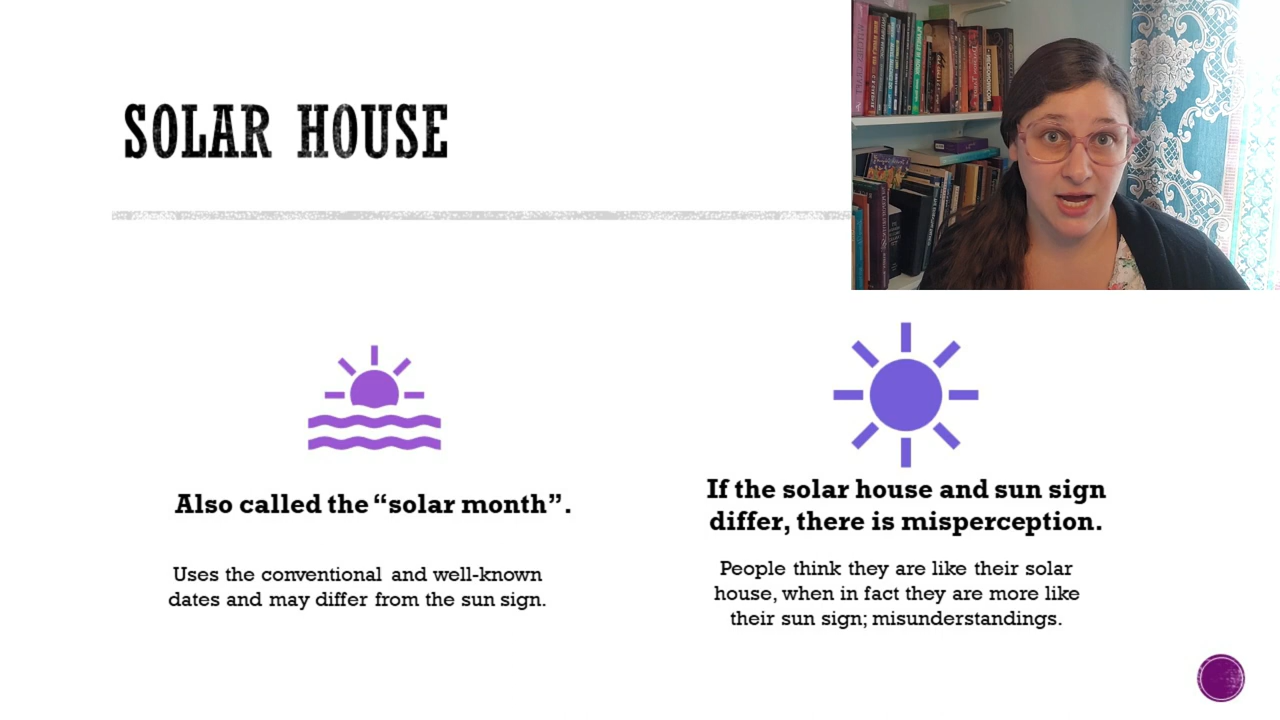 SOLAR HOUSE
Also called the “solar month”.
Uses the conventional and well-known
dates and may differ from the sun sign.
If the solar house and sun sign
differ, there is misperception.
People think they are like their solar
house, when in fact they are more like
their sun sign; misunderstandings.